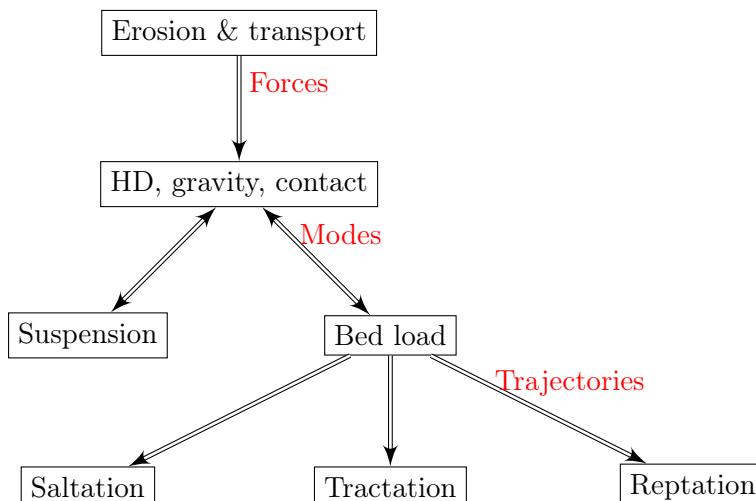 Erosion & transport
Forces
HD, gravity, contact
Modes
Suspension
Bed load
Trajectories
Saltation
Tractation
Reptation